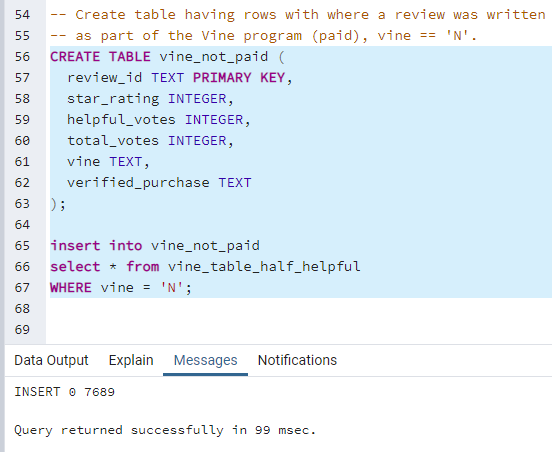 54 -- Create table having rows with where a review was written
55 -- as part of the Vine program (paid), vine == 'N'.
56 CREATE TABLE vine_not_paid (
57 review_id TEXT PRIMARY KEY,
58 star_rating INTEGER,
59 helpful_votes INTEGER,
60 total_votes INTEGER,
61 vine TEXT,
62 verified_purchase TEXT
63 );
64
65 insert into vine_not_paid
66 select * from vine_table_half_helpful
67 WHERE vine = 'N';
68
69
Data Output Explain Messages Notifications
INSERT 0 7689
Query returned successfully in 99 msec.